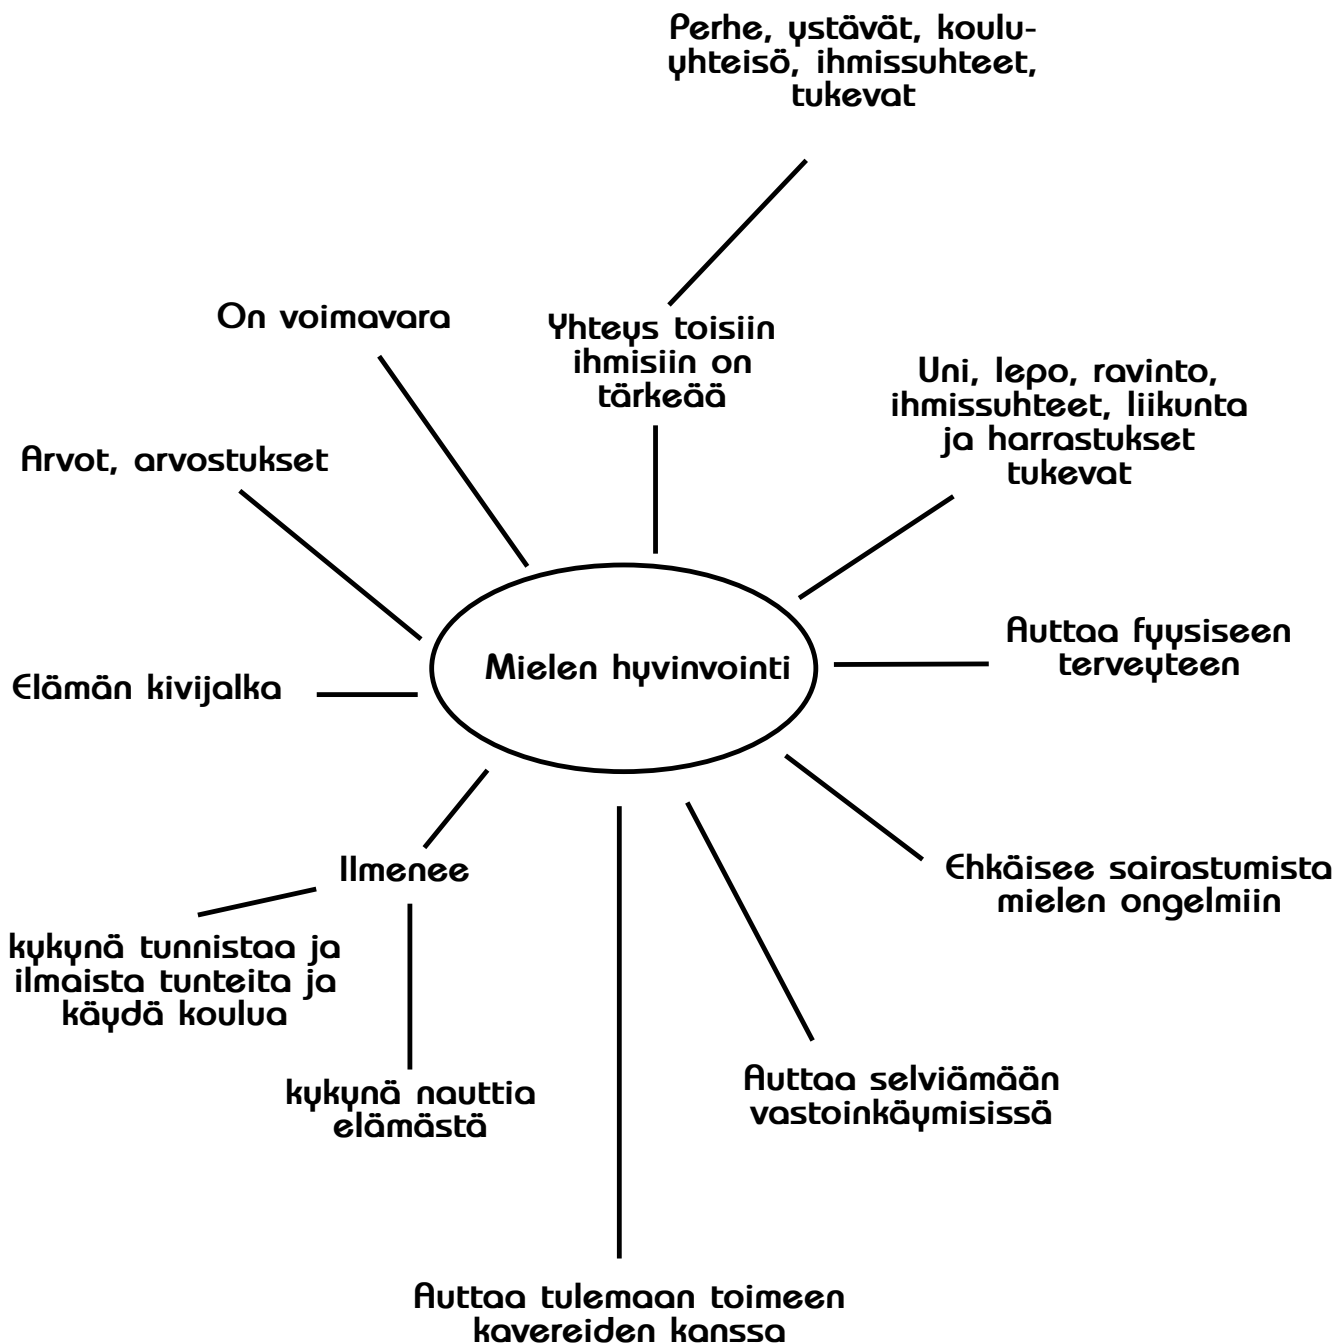 Perhe, ystävät, koulu-
yhteisö, ihmissuhteet,
tukevat
On voimavara
Yhteys toisiin
ihmisiin on
tärkeää
Uni, lepo, ravinto,
ihmissuhteet, liikunta
ja harrastukset
tukevat
Arvot, arvostukset
Mielen hyvinvointi
Auttaa fyysiseen
terveyteen
Elämän kivijalka
Ilmenee
Ehkäisee sairastumista
mielen ongelmiin
kykynä tunnistaa ja
ilmaista tunteita ja
käydä koulua
kykynä nauttia
elämästä
Auttaa selviämään
vastoinkäymisissä
Auttaa tulemaan toimeen
kavereiden kanssa